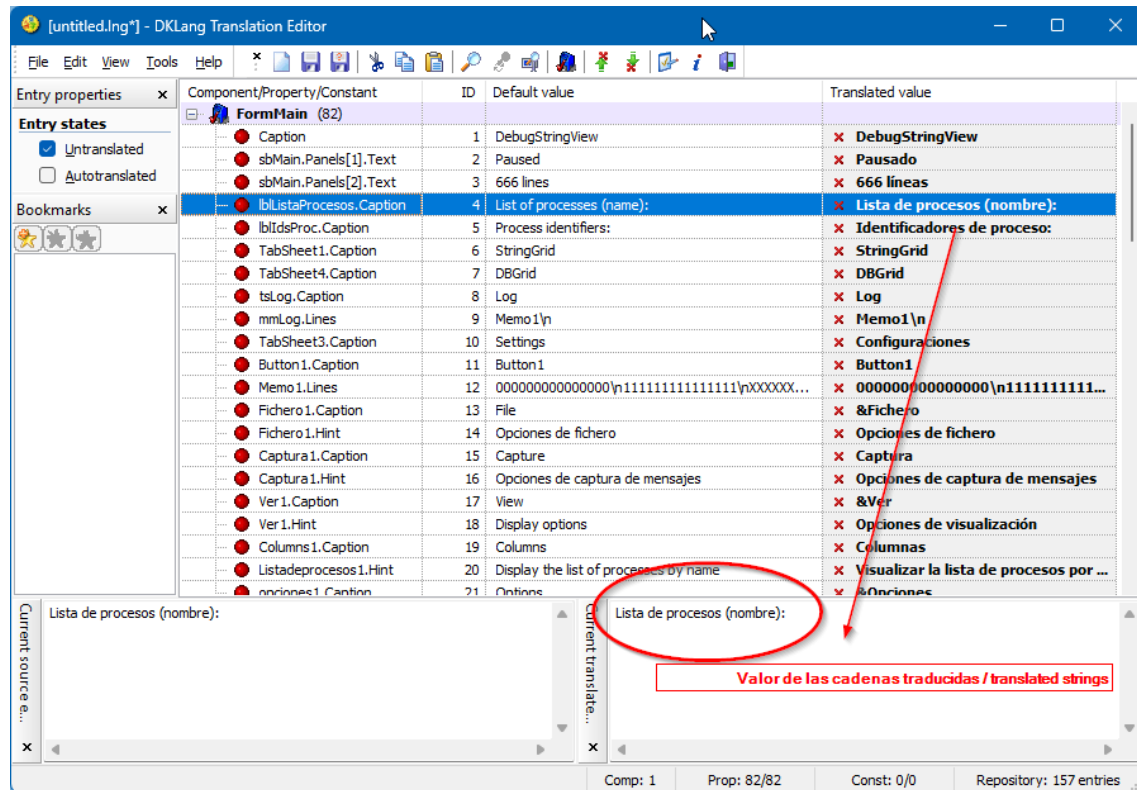 [untitled.lng*] - DKLang Translation Editor
File Edit View Tools Help
Entry properties x
Entry states
Untranslated
Autotranslated
Bookmarks x
Component/Property/Constant ID Default value Translated value
FormMain (82)
Caption 1 DebugStringView DebugStringView
sbMain.Panels[1].Text 2 Paused Pausado
sbMain.Panels[2].Text 3 666 lines 666 líneas
lblListaProcesos.Caption 4 List of processes (name): Lista de procesos (nombre):
lblIdsProc.Caption 5 Process identifiers: Identificadores de proceso:
TabSheet1.Caption 6 StringGrid StringGrid
TabSheet4.Caption 7 DBGrid DBGrid
tsLog.Caption 8 Log Log
mmLog.Lines 9 Memo1\n Memo1\n
TabSheet3.Caption 10 Settings Configuraciones
Button1.Caption 11 Button1 Button1
Memo1.Lines 12 000000000000000\n111111111111111\nXXXXXX... 000000000000000\n1111111111...
Fichero1.Caption 13 File &Fichero
Fichero1.Hint 14 Opciones de fichero Opciones de fichero
Captura1.Caption 15 Capture Captura
Captura1.Hint 16 Opciones de captura de mensajes Opciones de captura de mensajes
Ver1.Caption 17 View &Ver
Ver1.Hint 18 Display options Opciones de visualización
Columns1.Caption 19 Columns Columnas
Listadeprocesos1.Hint 20 Display the list of processes by name Visualizar la lista de procesos por ...
opciones1.Caption 21 Options &Opciones
Current source e...
Lista de procesos (nombre):
Current translate...
Lista de procesos (nombre):
Valor de las cadenas traducidas / translated strings
Comp: 1 Prop: 82/82 Const: 0/0 Repository: 157 entries